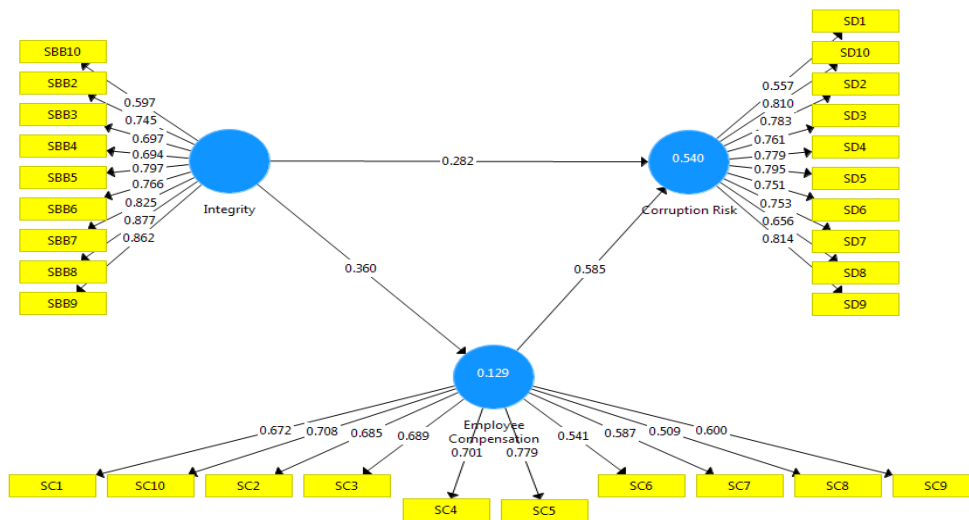 SBB10
SBB2
SBB3
SBB4
SBB5
SBB6
SBB7
SBB8
SBB9
0.597
0.745
0.697
0.694
0.797
0.766
0.825
0.877
0.862
Integrity
0.282
0.360
0.585
0.540
Corruption Risk
0.557
0.810
0.783
0.761
0.779
0.795
0.751
0.753
0.656
0.814
SD1
SD10
SD2
SD3
SD4
SD5
SD6
SD7
SD8
SD9
0.129
Employee
Compensation
0.672
0.708
0.685
0.689
0.701
0.779
0.541
0.587
0.509
0.600
SC1
SC10
SC2
SC3
SC4
SC5
SC6
SC7
SC8
SC9